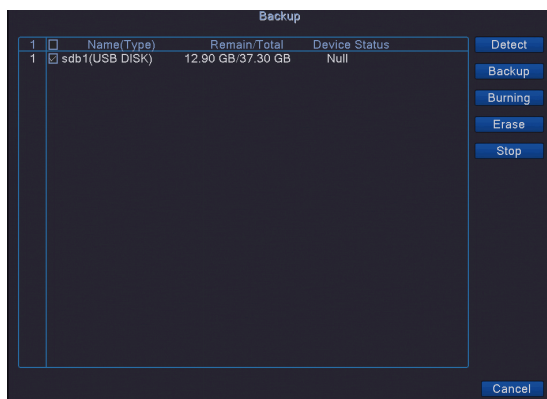 Backup
1 Name(Type) Remain/Total Device Status
1 sdb1(USB DISK) 12.90 GB/37.30 GB Null
Detect
Backup
Burning
Erase
Stop
Cancel